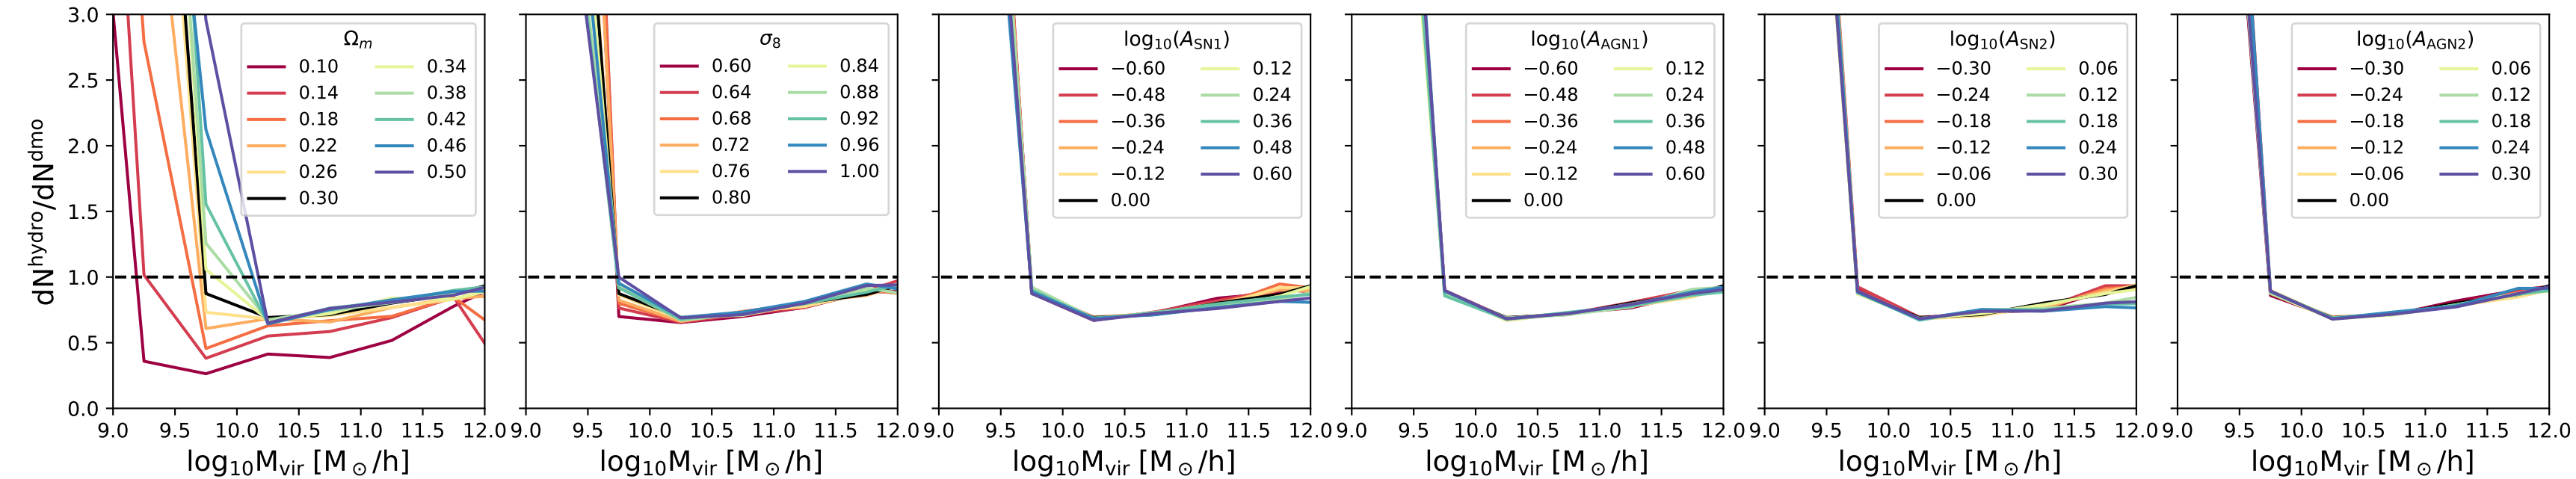 dN^hydro/dN^dmo
3.0
2.5
2.0
1.5
1.0
0.5
0.0
Ω_m
0.10 0.34
0.14 0.38
0.18 0.42
0.22 0.46
0.26 0.50
0.30
9.0 9.5 10.0 10.5 11.0 11.5 12.0
log₁₀M_vir [M_⊙/h]
σ₈
0.60 0.84
0.64 0.88
0.68 0.92
0.72 0.96
0.76 1.00
0.80
9.0 9.5 10.0 10.5 11.0 11.5 12.0
log₁₀M_vir [M_⊙/h]
log₁₀(A_SN1)
−0.60 0.12
−0.48 0.24
−0.36 0.36
−0.24 0.48
−0.12 0.60
0.00
9.0 9.5 10.0 10.5 11.0 11.5 12.0
log₁₀M_vir [M_⊙/h]
log₁₀(A_AGN1)
−0.60 0.12
−0.48 0.24
−0.36 0.36
−0.24 0.48
−0.12 0.60
0.00
9.0 9.5 10.0 10.5 11.0 11.5 12.0
log₁₀M_vir [M_⊙/h]
log₁₀(A_SN2)
−0.30 0.06
−0.24 0.12
−0.18 0.18
−0.12 0.24
−0.06 0.30
0.00
9.0 9.5 10.0 10.5 11.0 11.5 12.0
log₁₀M_vir [M_⊙/h]
log₁₀(A_AGN2)
−0.30 0.06
−0.24 0.12
−0.18 0.18
−0.12 0.24
−0.06 0.30
0.00
9.0 9.5 10.0 10.5 11.0 11.5 12.0
log₁₀M_vir [M_⊙/h]